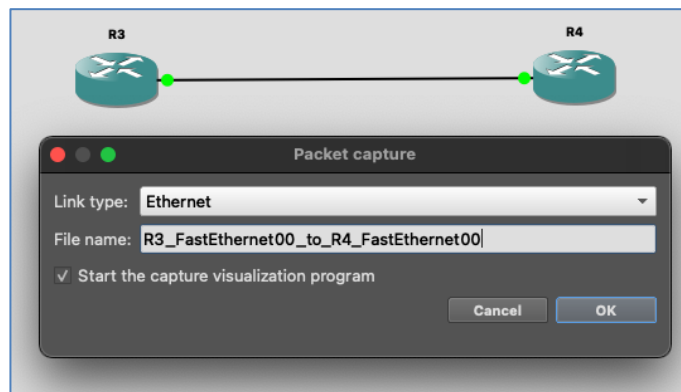 R3 R4
Packet capture
Link type: Ethernet
File name: R3_FastEthernet00_to_R4_FastEthernet00
Start the capture visualization program
Cancel OK